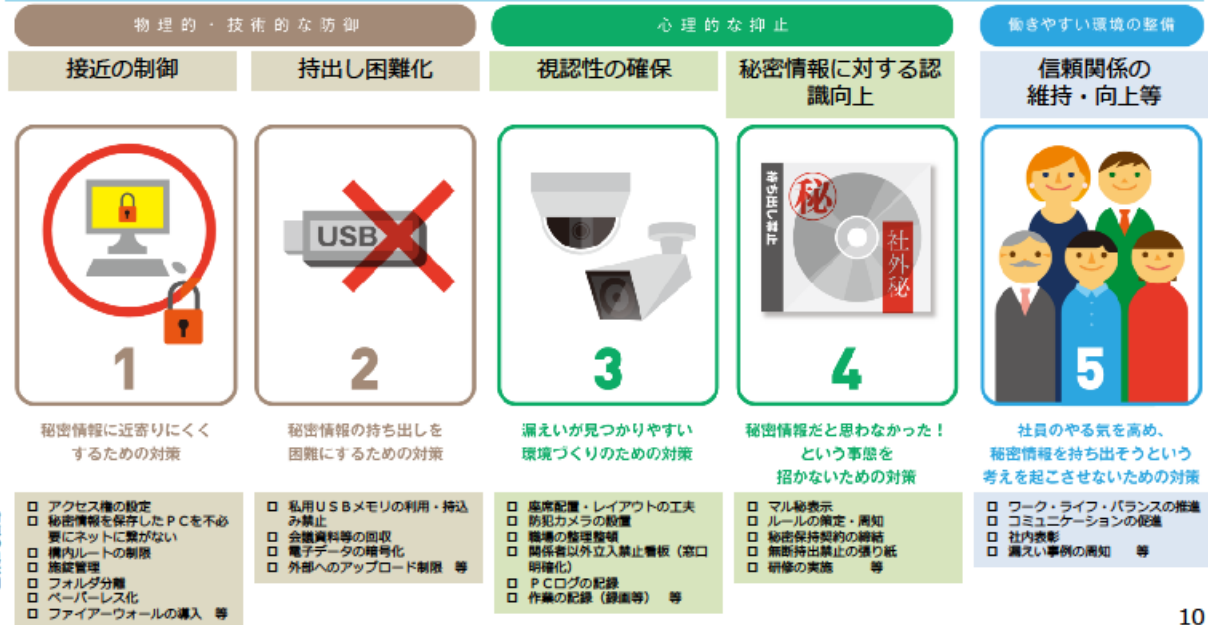 物理的・技術的な防御
心理的な抑止
働きやすい環境の整備
接近の制御
持出し困難化
視認性の確保
秘密情報に対する認
識向上
信頼関係の
維持・向上等
1
USB
2
3
持ち出し禁止
秘
社外秘
4
5
秘密情報に近寄りにくく
するための対策
秘密情報の持ち出しを
困難にするための対策
漏えいが見つかりやすい
環境づくりのための対策
秘密情報だと思わなかった！
という事態を
招かないための対策
社員のやる気を高め、
秘密情報を持ち出そうという
考えを起こさせないための対策
□ アクセス権の設定
□ 秘密情報を保存したＰＣを不必
要にネットに繋がない
□ 構内ルートの制限
□ 施錠管理
□ フォルダ分離
□ ペーパーレス化
□ ファイアーウォールの導入　等
□ 私用ＵＳＢメモリの利用・持込
み禁止
□ 会議資料等の回収
□ 電子データの暗号化
□ 外部へのアップロード制限　等
□ 座席配置・レイアウトの工夫
□ 防犯カメラの設置
□ 職場の整理整頓
□ 関係者以外立入禁止看板（窓口
明確化）
□ ＰＣログの記録
□ 作業の記録（録画等）　等
□ マル秘表示
□ ルールの策定・周知
□ 秘密保持契約の締結
□ 無断持出禁止の張り紙
□ 研修の実施　　等
□ ワーク・ライフ・バランスの推進
□ コミュニケーションの促進
□ 社内表彰
□ 漏えい事例の周知　　等
10